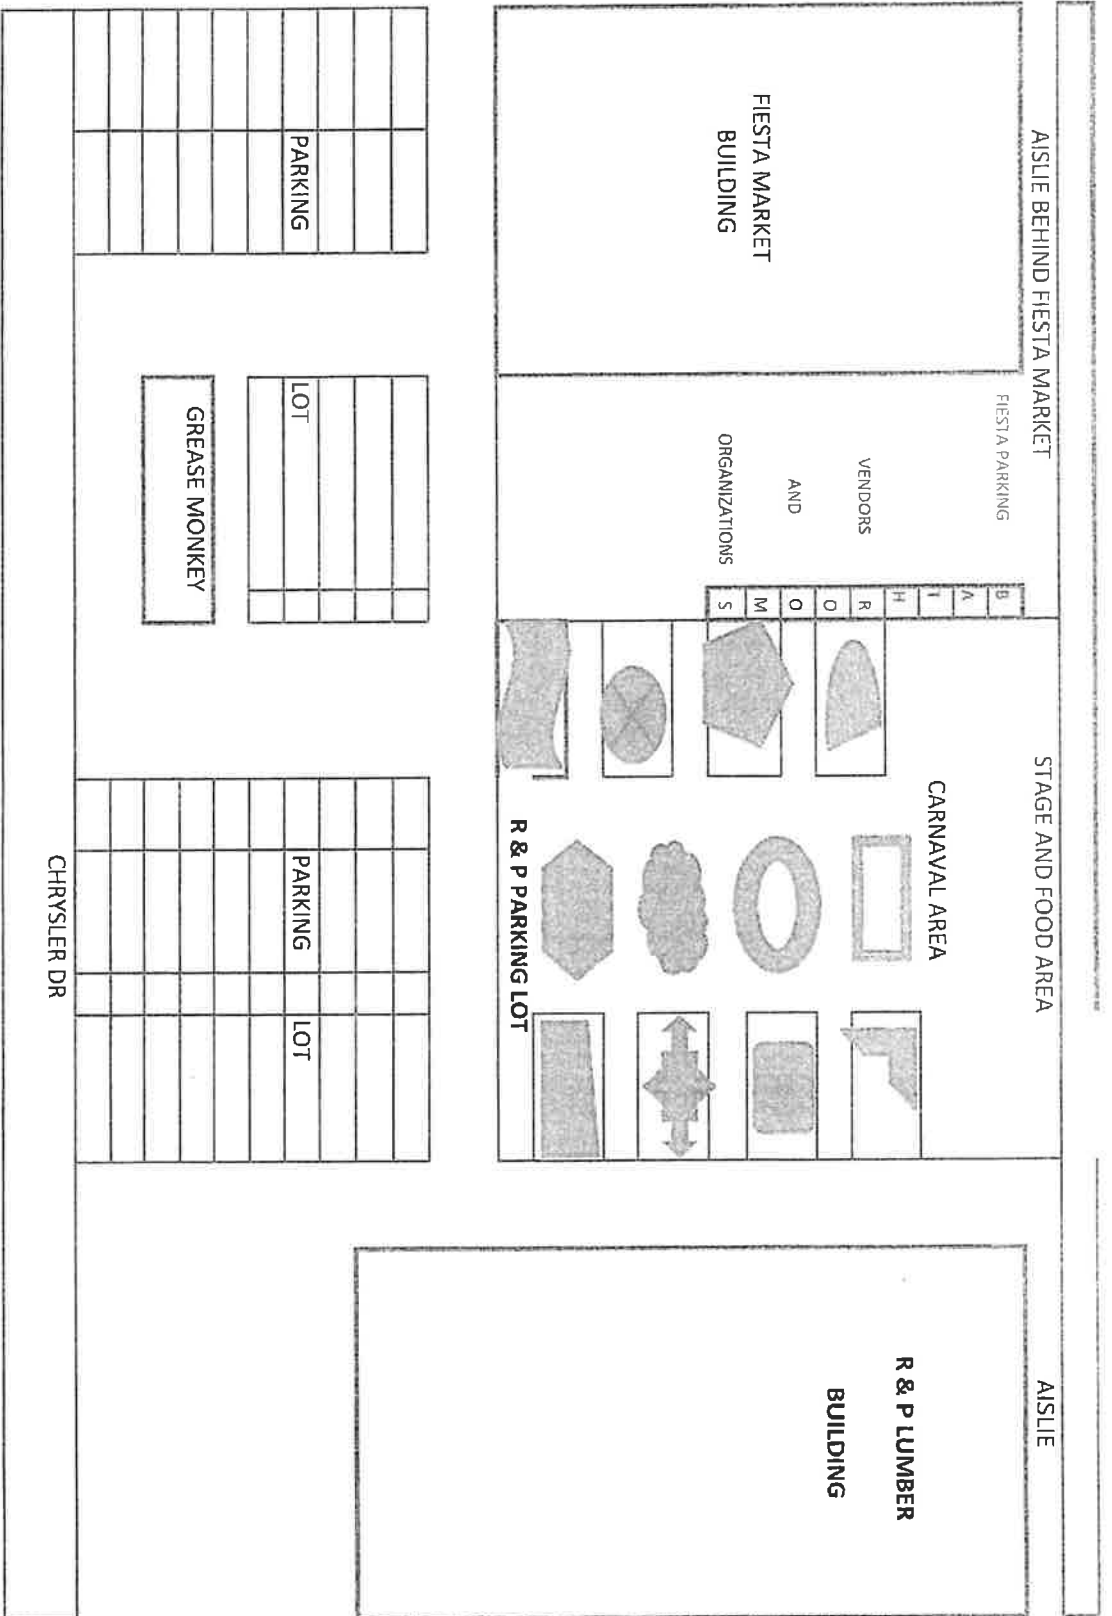 AISLIE BEHIND FIESTA MARKET
STAGE AND FOOD AREA
AISLIE
FIESTA PARKING
B
A
T
H
R
O
O
M
S
CARNAVAL AREA
R & P LUMBER
BUILDING
VENDORS
AND
ORGANIZATIONS
FIESTA MARKET
BUILDING
R & P PARKING LOT
PARKING
LOT
PARKING
LOT
GREASE MONKEY
CHRYSLER DR